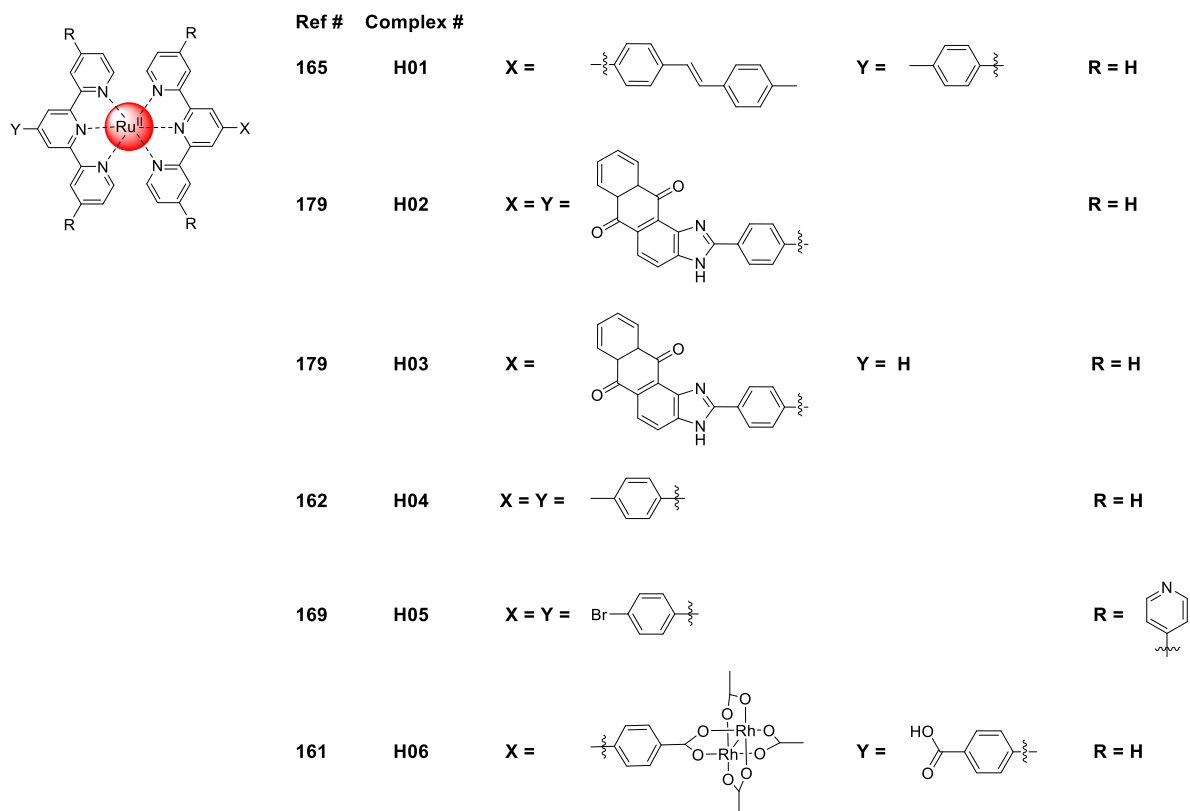 Ref # Complex #
R R
N N
Y N Ru^II N X
N N
R R
165 H01 X = Y = R = H
179 H02 X = Y = O O N N H R = H
179 H03 X = O O N N H Y = H R = H
162 H04 X = Y = R = H
169 H05 X = Y = Br R = N
161 H06 X = O O O O Rh O Rh O O O Y = HO O R = H